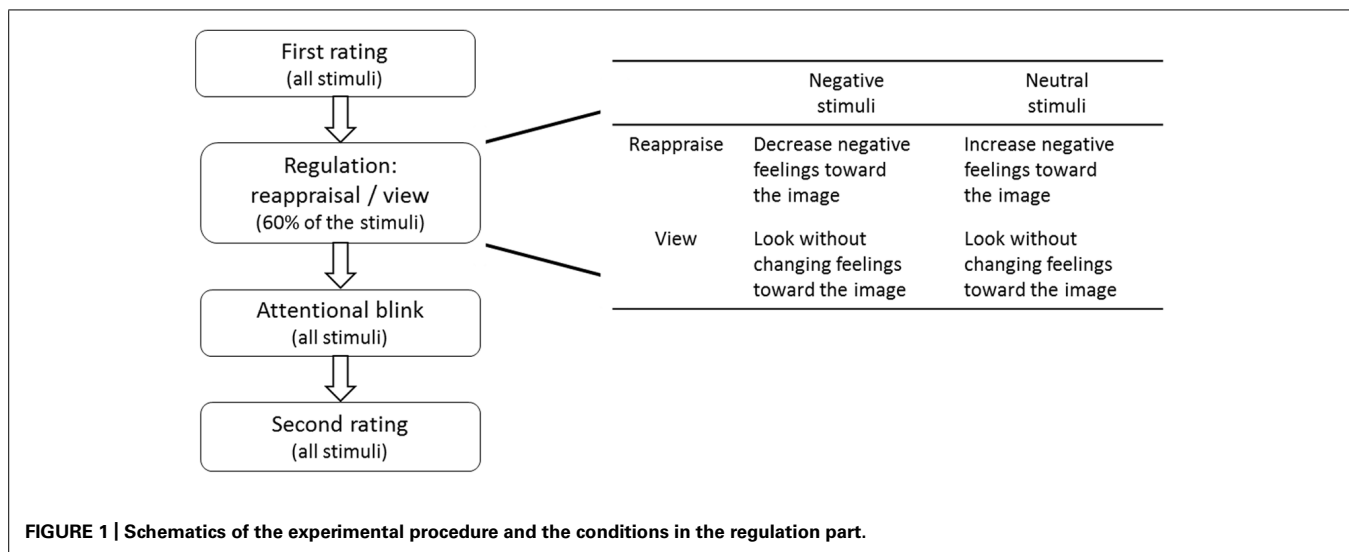 First rating
(all stimuli)
Regulation:
reappraisal / view
(60% of the stimuli)
Attentional blink
(all stimuli)
Second rating
(all stimuli)
Negative
stimuli
Neutral
stimuli
Reappraise
Decrease negative
feelings toward
the image
Increase negative
feelings toward
the image
View
Look without
changing feelings
toward the image
Look without
changing feelings
toward the image
FIGURE 1 | Schematics of the experimental procedure and the conditions in the regulation part.